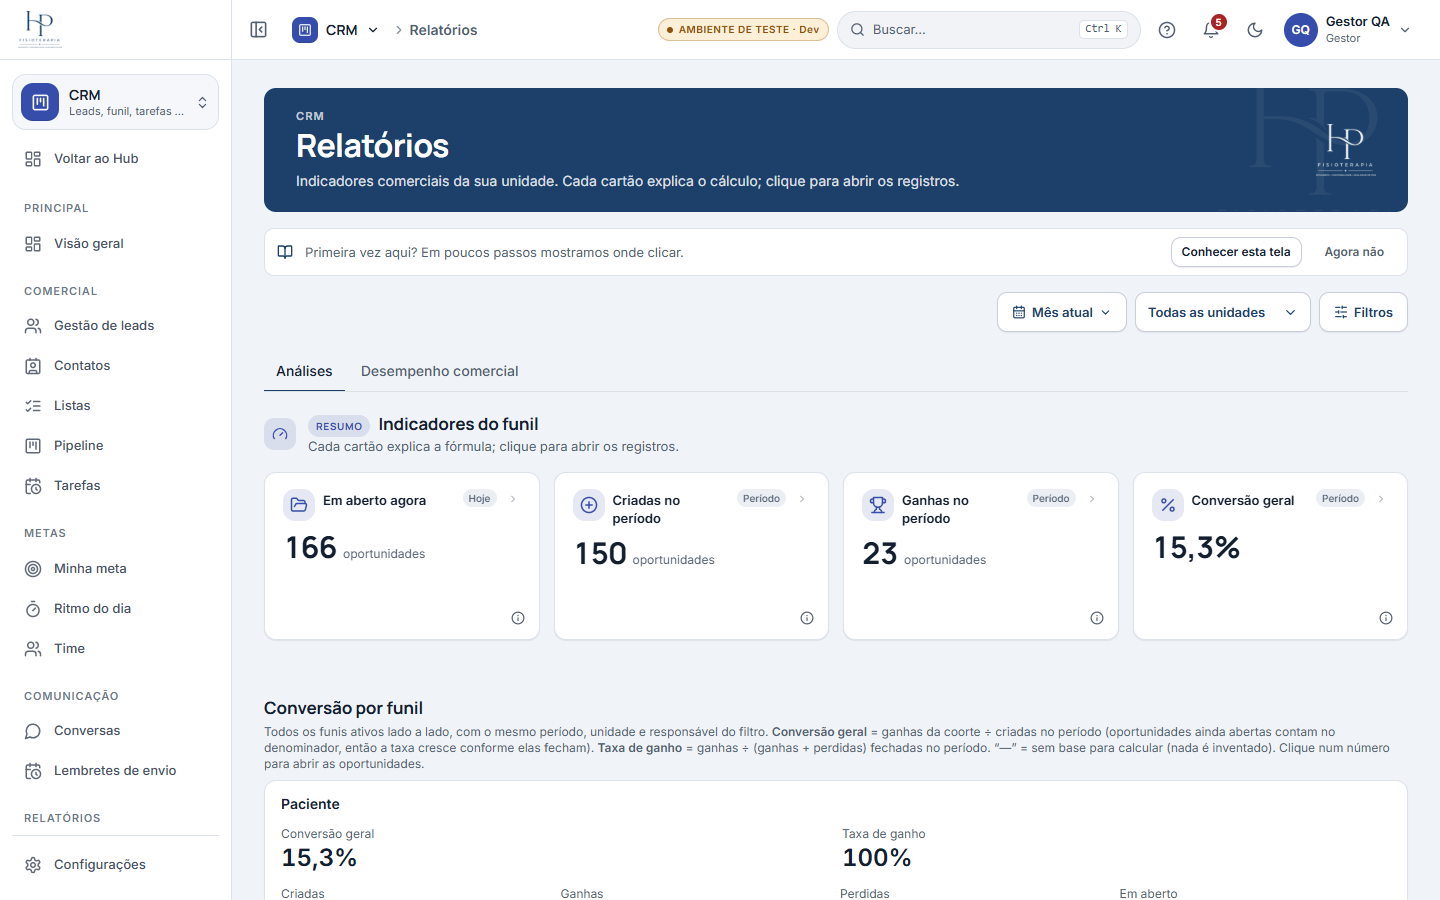 HP
FISIOTERAPIA
CRM
Relatórios
AMBIENTE DE TESTE · Dev
Buscar...
Ctrl K
5
GQ
Gestor QA
Gestor
CRM
Leads, funil, tarefas ...
Voltar ao Hub
PRINCIPAL
Visão geral
COMERCIAL
Gestão de leads
Contatos
Listas
Pipeline
Tarefas
METAS
Minha meta
Ritmo do dia
Time
COMUNICAÇÃO
Conversas
Lembretes de envio
RELATÓRIOS
Configurações
CRM
Relatórios
Indicadores comerciais da sua unidade. Cada cartão explica o cálculo; clique para abrir os registros.
HP
FISIOTERAPIA
Primeira vez aqui? Em poucos passos mostramos onde clicar.
Conhecer esta tela
Agora não
Mês atual
Todas as unidades
Filtros
Análises
Desempenho comercial
RESUMO
Indicadores do funil
Cada cartão explica a fórmula; clique para abrir os registros.
Em aberto agora
Hoje
166 oportunidades
Criadas no
período
Período
150 oportunidades
Ganhas no
período
Período
23 oportunidades
Conversão geral
Período
15,3%
Conversão por funil
Todos os funis ativos lado a lado, com o mesmo período, unidade e responsável do filtro. Conversão geral = ganhas da coorte ÷ criadas no período (oportunidades ainda abertas contam no
denominador, então a taxa cresce conforme elas fecham). Taxa de ganho = ganhas ÷ (ganhas + perdidas) fechadas no período. “—” = sem base para calcular (nada é inventado). Clique num número
para abrir as oportunidades.
Paciente
Conversão geral
15,3%
Taxa de ganho
100%
Criadas
Ganhas
Perdidas
Em aberto